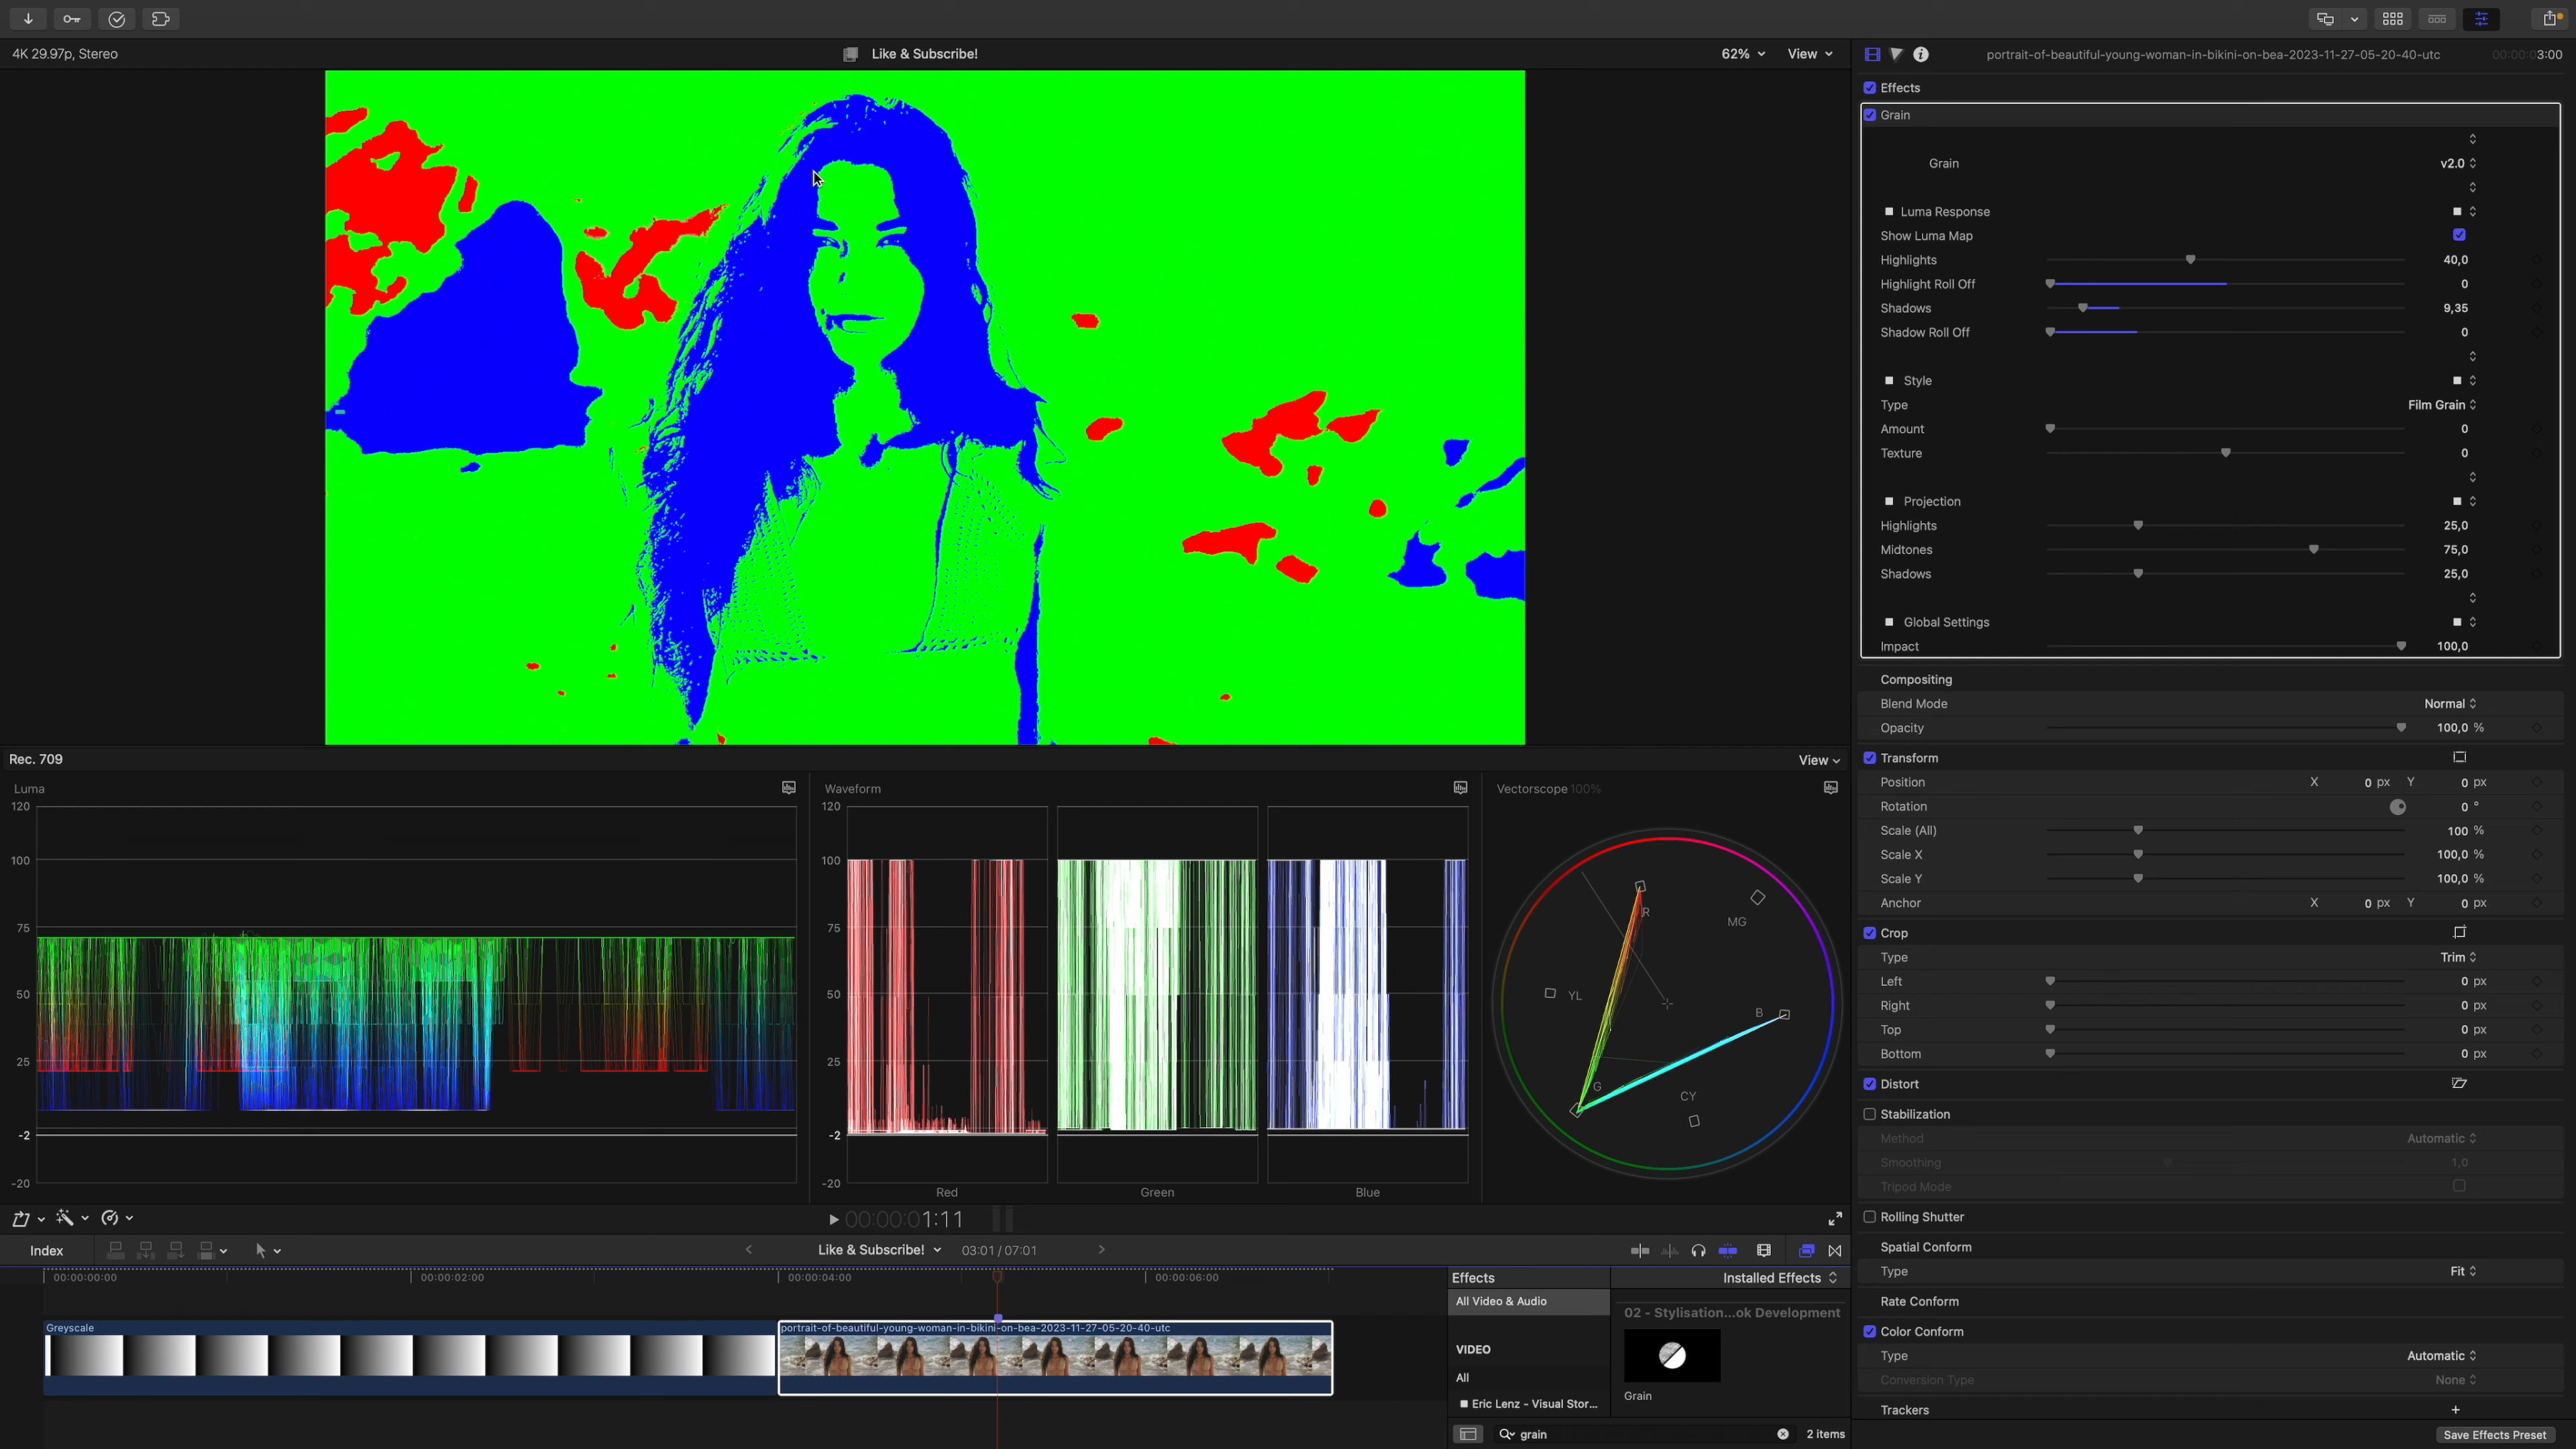 4K 29.97p, Stereo
Like & Subscribe!
62%
View
portrait-of-beautiful-young-woman-in-bikini-on-bea-2023-11-27-05-20-40-utc
00:00:03:00
Effects
Grain
Grain v2.0
Luma Response
Show Luma Map
Highlights 40,0
Highlight Roll Off 0
Shadows 9,35
Shadow Roll Off 0
Style
Type Film Grain
Amount 0
Texture 0
Projection
Highlights 25,0
Midtones 75,0
Shadows 25,0
Global Settings
Impact 100,0
Compositing
Blend Mode Normal
Opacity 100,0 %
Transform
Position X 0 px Y 0 px
Rotation 0 °
Scale (All) 100 %
Scale X 100,0 %
Scale Y 100,0 %
Anchor X 0 px Y 0 px
Crop
Type Trim
Left 0 px
Right 0 px
Top 0 px
Bottom 0 px
Distort
Stabilization
Method Automatic
Smoothing 1,0
Tripod Mode
Rolling Shutter
Spatial Conform
Type Fit
Rate Conform
Color Conform
Type Automatic
Conversion Type None
Trackers +
Save Effects Preset
Rec. 709
View
Luma
120
100
75
50
25
-2
-20
Waveform
120
100
75
50
25
-2
-20
Red
Green
Blue
Vectorscope 100%
R
MG
YL
B
G
CY
00:00:01:11
Index
Like & Subscribe!
03:01 / 07:01
00:00:00:00
00:00:02:00
00:00:04:00
00:00:06:00
Greyscale
portrait-of-beautiful-young-woman-in-bikini-on-bea-2023-11-27-05-20-40-utc
Effects
Installed Effects
All Video & Audio
VIDEO
All
Eric Lenz - Visual Stor...
02 - Stylisation...ok Development
Grain
grain
2 items